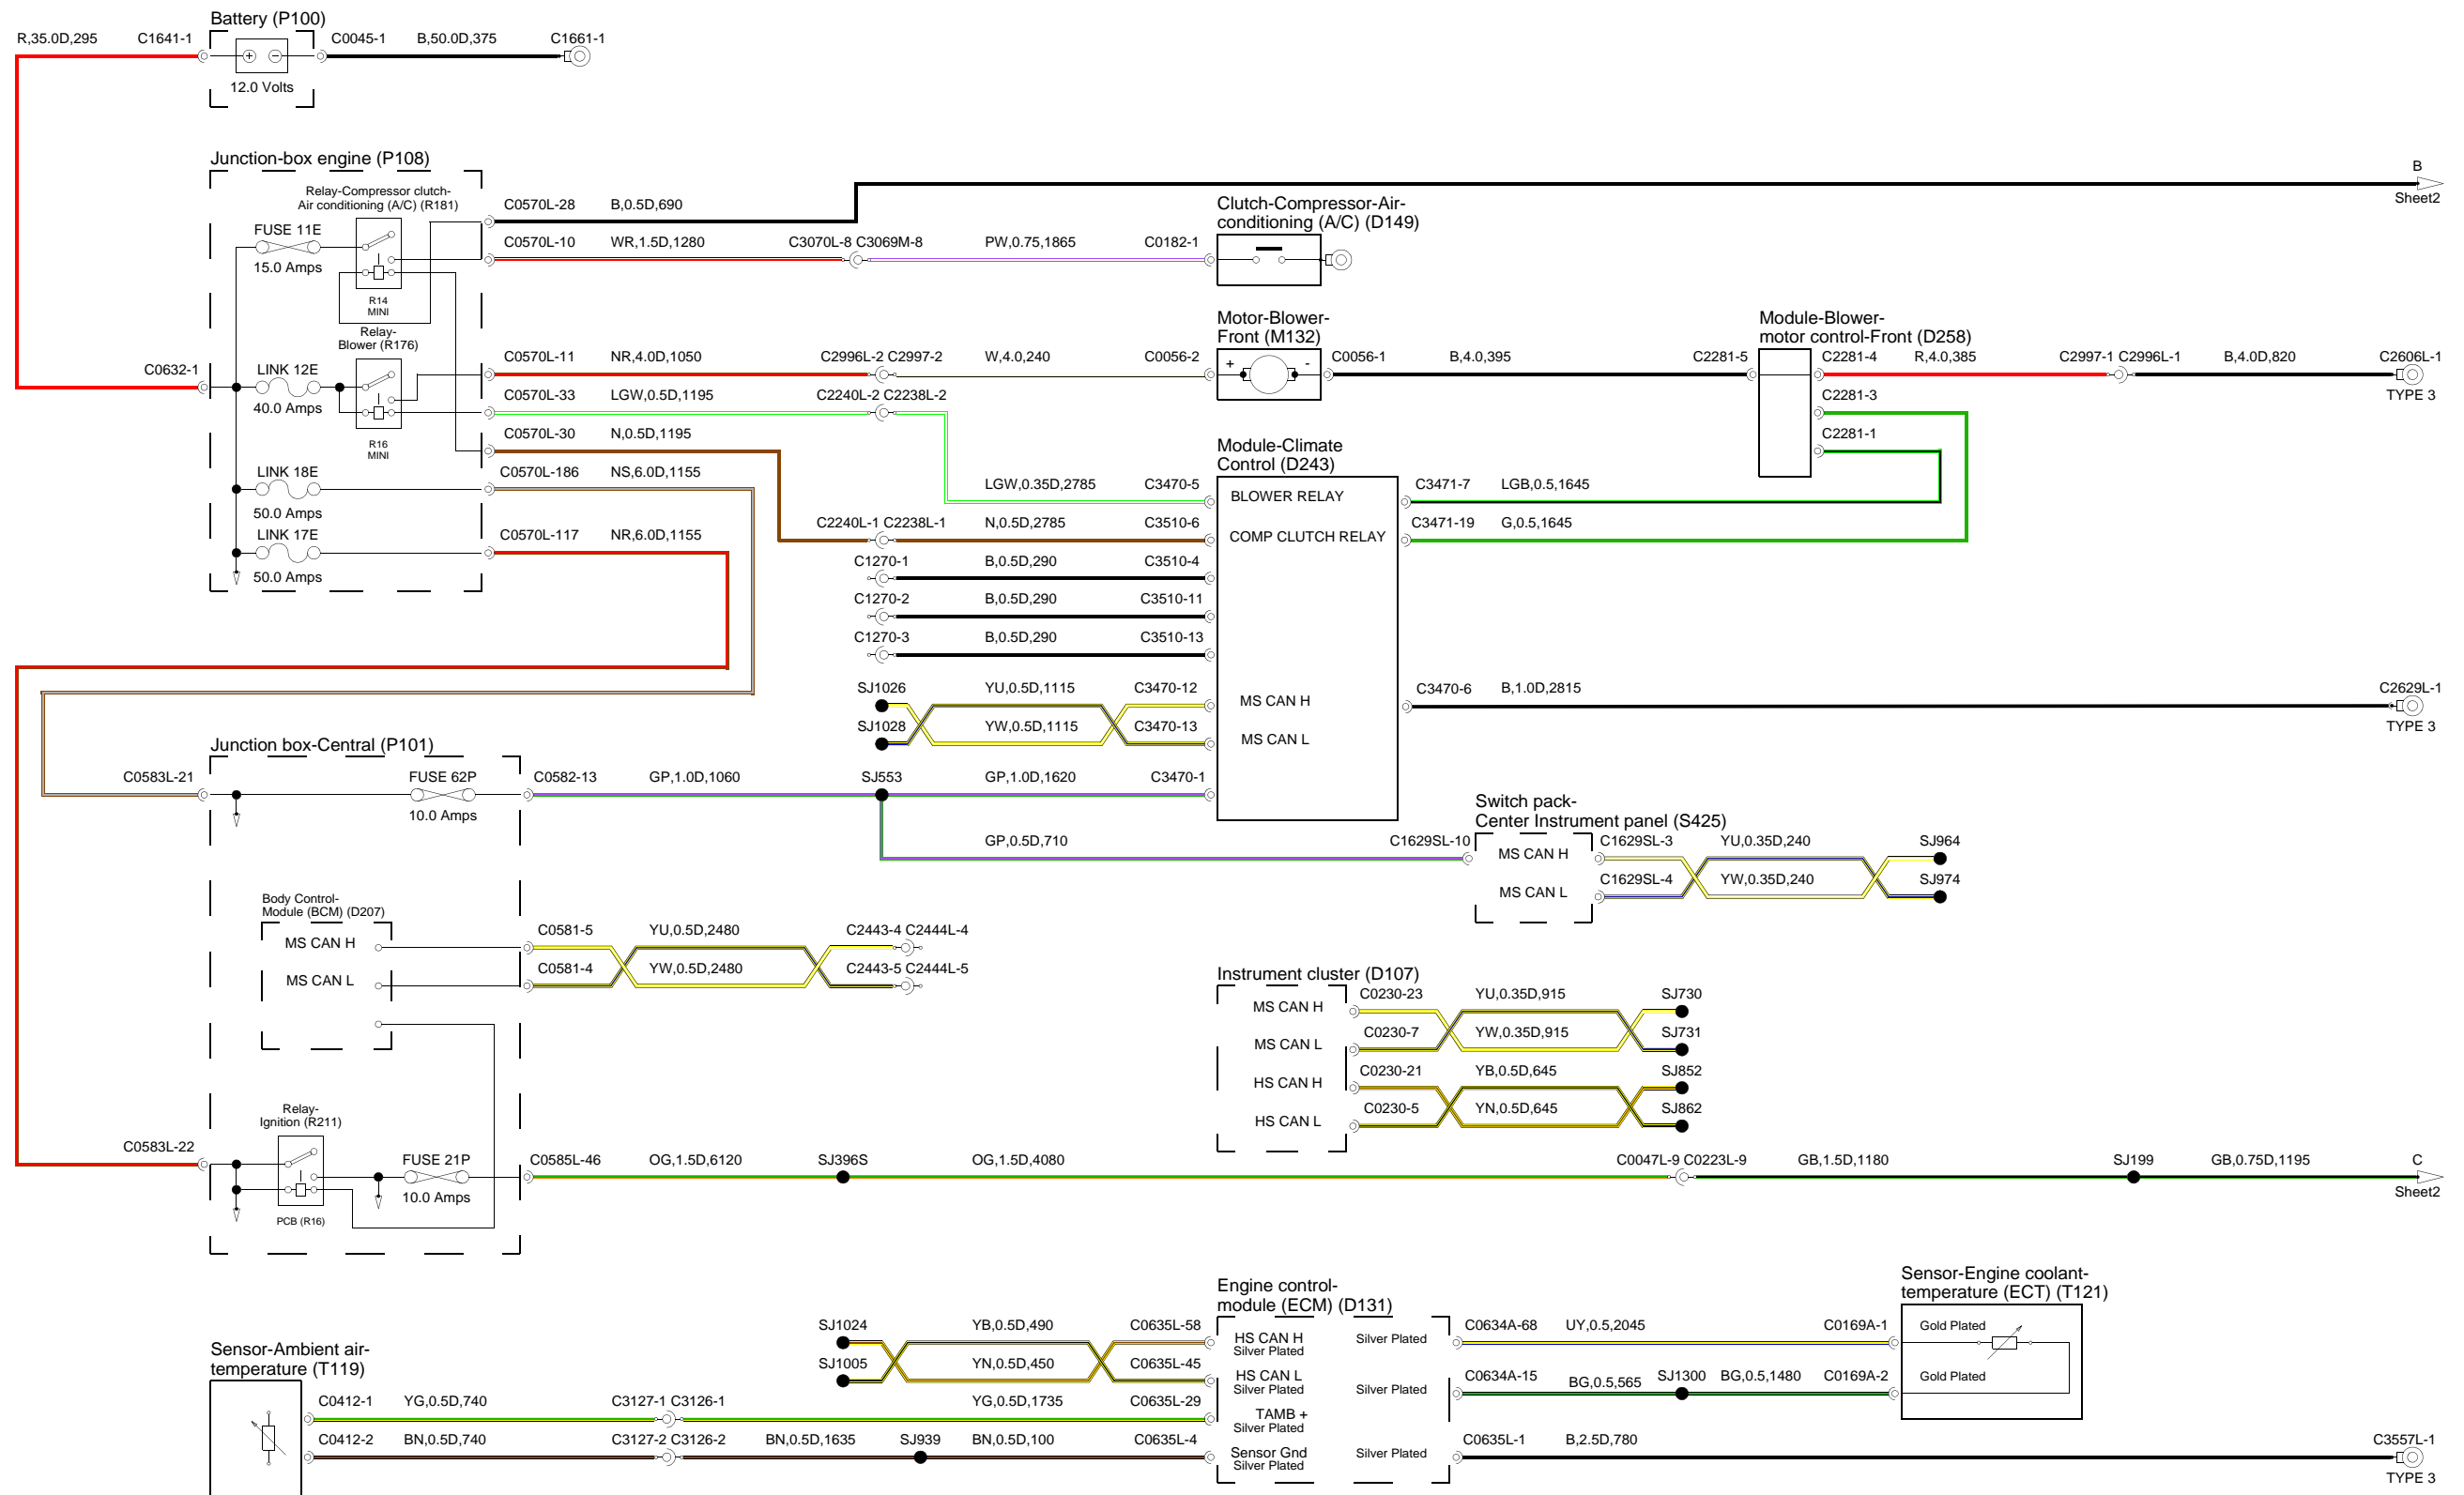 Battery (P100)
R,35.0D,295 C1641-1 C0045-1 B,50.0D,375 C1661-1
+ −
12.0 Volts
Junction-box engine (P108)
B
Sheet2
Relay-Compressor clutch-
Air conditioning (A/C) (R181)
C0570L-28 B,0.5D,690
Clutch-Compressor-Air-
conditioning (A/C) (D149)
FUSE 11E
15.0 Amps
C0570L-10 WR,1.5D,1280 C3070L-8 C3069M-8 PW,0.75,1865 C0182-1
R14
MINI
Relay-
Blower (R176)
Motor-Blower-
Front (M132)
Module-Blower-
motor control-Front (D258)
C0632-1
LINK 12E
40.0 Amps
C0570L-11 NR,4.0D,1050 C2996L-2 C2997-2 W,4.0,240 C0056-2
+ -
C0056-1 B,4.0,395 C2281-5 C2281-4 R,4.0,385 C2997-1 C2996L-1 B,4.0D,820 C2606L-1
TYPE 3
C0570L-33 LGW,0.5D,1195 C2240L-2 C2238L-2
C2281-3
C0570L-30 N,0.5D,1195
C2281-1
R16
MINI
Module-Climate
Control (D243)
LINK 18E
50.0 Amps
C0570L-186 NS,6.0D,1155
LGW,0.35D,2785 C3470-5 BLOWER RELAY C3471-7 LGB,0.5,1645
LINK 17E
50.0 Amps
C0570L-117 NR,6.0D,1155
C2240L-1 C2238L-1 N,0.5D,2785 C3510-6 COMP CLUTCH RELAY C3471-19 G,0.5,1645
C1270-1 B,0.5D,290 C3510-4
C1270-2 B,0.5D,290 C3510-11
C1270-3 B,0.5D,290 C3510-13
SJ1026 YU,0.5D,1115 C3470-12 MS CAN H C3470-6 B,1.0D,2815 C2629L-1
TYPE 3
SJ1028 YW,0.5D,1115 C3470-13 MS CAN L
Junction box-Central (P101)
C0583L-21 FUSE 62P C0582-13 GP,1.0D,1060 SJ553 GP,1.0D,1620 C3470-1
10.0 Amps
Switch pack-
Center Instrument panel (S425)
GP,0.5D,710 C1629SL-10 MS CAN H C1629SL-3 YU,0.35D,240 SJ964
MS CAN L C1629SL-4 YW,0.35D,240 SJ974
Body Control-
Module (BCM) (D207)
MS CAN H C0581-5 YU,0.5D,2480 C2443-4 C2444L-4
MS CAN L C0581-4 YW,0.5D,2480 C2443-5 C2444L-5
Instrument cluster (D107)
MS CAN H C0230-23 YU,0.35D,915 SJ730
MS CAN L C0230-7 YW,0.35D,915 SJ731
HS CAN H C0230-21 YB,0.5D,645 SJ852
HS CAN L C0230-5 YN,0.5D,645 SJ862
Relay-
Ignition (R211)
C0583L-22
PCB (R16)
FUSE 21P
10.0 Amps
C0585L-46 OG,1.5D,6120 SJ396S OG,1.5D,4080 C0047L-9 C0223L-9 GB,1.5D,1180 SJ199 GB,0.75D,1195 C
Sheet2
Engine control-
module (ECM) (D131)
Sensor-Engine coolant-
temperature (ECT) (T121)
SJ1024 YB,0.5D,490 C0635L-58 HS CAN H
Silver Plated
Silver Plated C0634A-68 UY,0.5,2045 C0169A-1 Gold Plated
SJ1005 YN,0.5D,450 C0635L-45 HS CAN L
Silver Plated
Silver Plated C0634A-15 BG,0.5,565 SJ1300 BG,0.5,1480 C0169A-2 Gold Plated
Sensor-Ambient air-
temperature (T119)
C0412-1 YG,0.5D,740 C3127-1 C3126-1 YG,0.5D,1735 C0635L-29 TAMB +
Silver Plated
C0412-2 BN,0.5D,740 C3127-2 C3126-2 BN,0.5D,1635 SJ939 BN,0.5D,100 C0635L-4 Sensor Gnd
Silver Plated
Silver Plated C0635L-1 B,2.5D,780 C3557L-1
TYPE 3